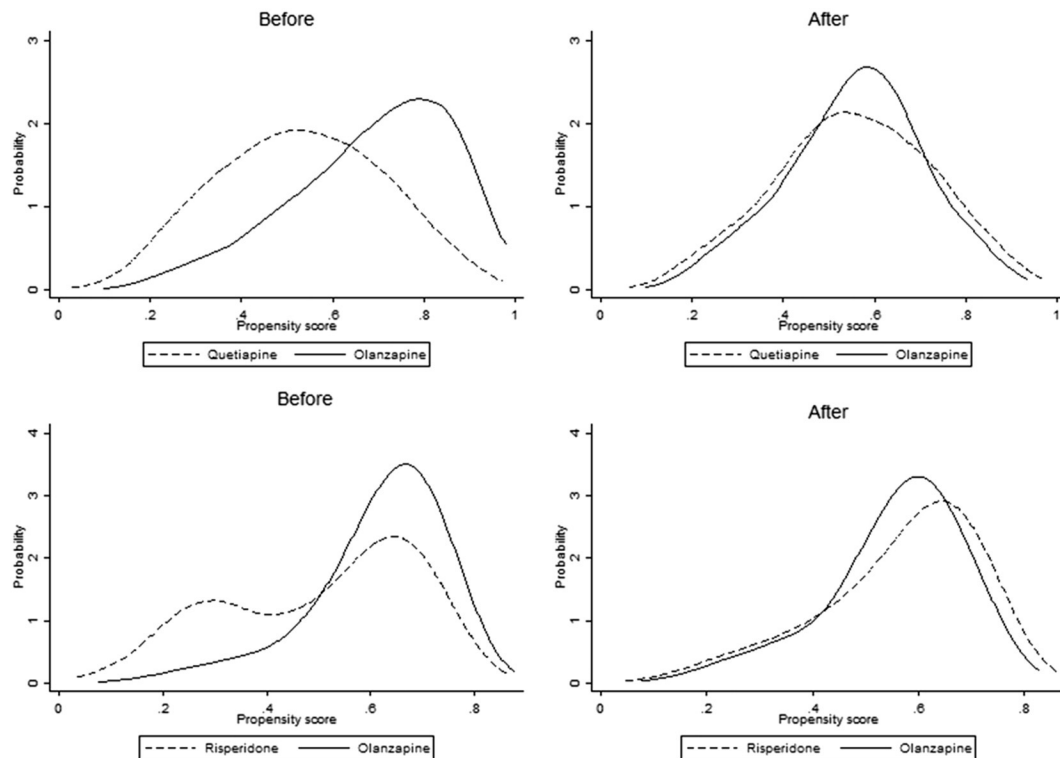 Before
Probability
3
2
1
0
0 .2 .4 .6 .8 1
Propensity score
Quetiapine Olanzapine
After
Probability
3
2
1
0
0 .2 .4 .6 .8 1
Propensity score
Quetiapine Olanzapine
Before
Probability
4
3
2
1
0
0 .2 .4 .6 .8
Propensity score
Risperidone Olanzapine
After
Probability
4
3
2
1
0
0 .2 .4 .6 .8
Propensity score
Risperidone Olanzapine